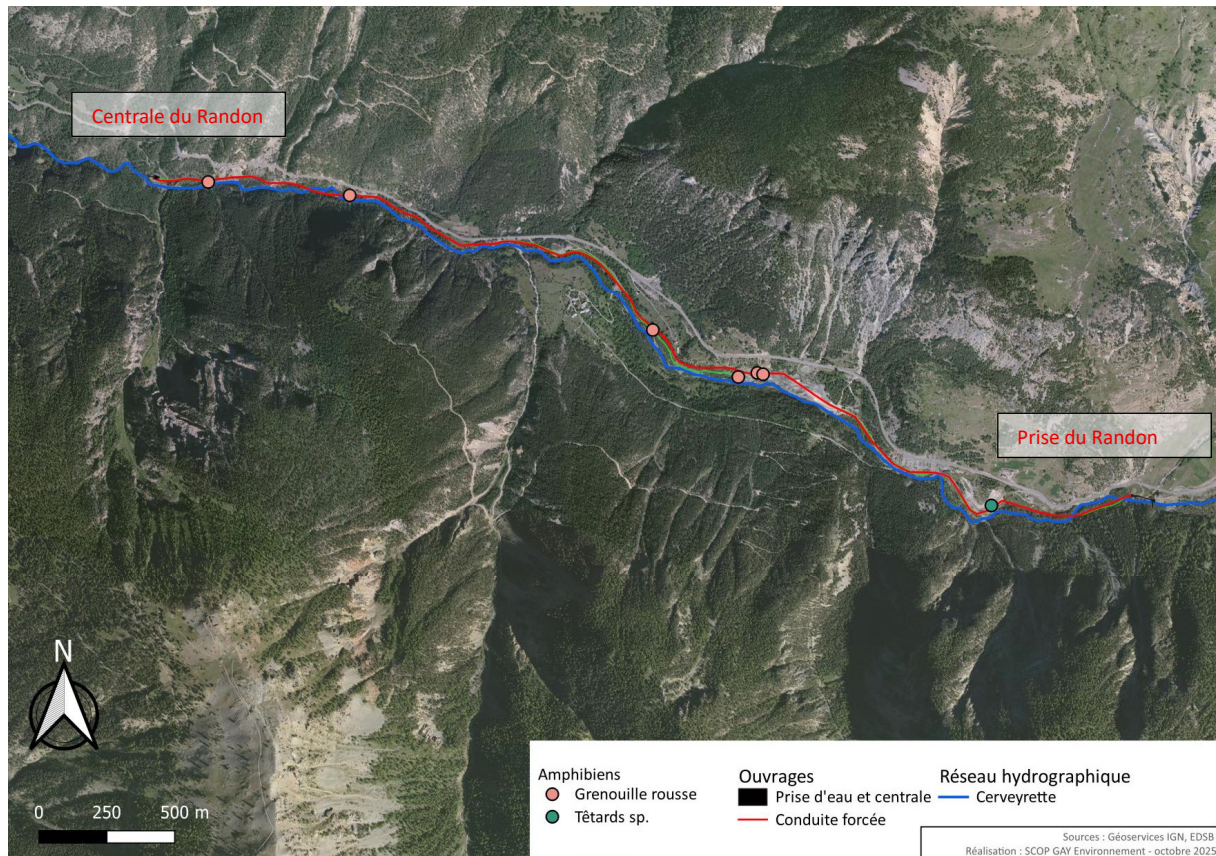 Centrale du Randon
Prise du Randon
N
0 250 500 m
Amphibiens
Grenouille rousse
Têtards sp.
Ouvrages
Prise d'eau et centrale
Conduite forcée
Réseau hydrographique
Cerveyrette
Sources : Géoservices IGN, EDSB
Réalisation : SCOP GAY Environnement - octobre 2025